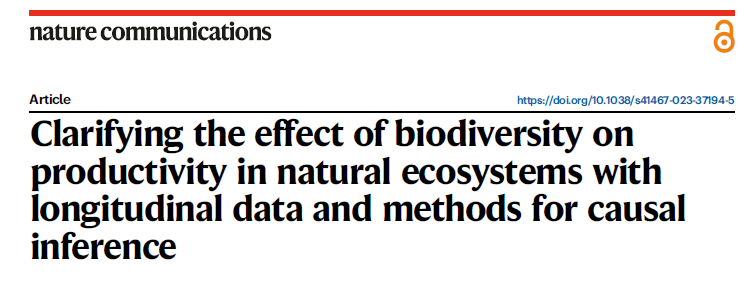 nature communications
Article
https://doi.org/10.1038/s41467-023-37194-5
Clarifying the effect of biodiversity on
productivity in natural ecosystems with
longitudinal data and methods for causal
inference